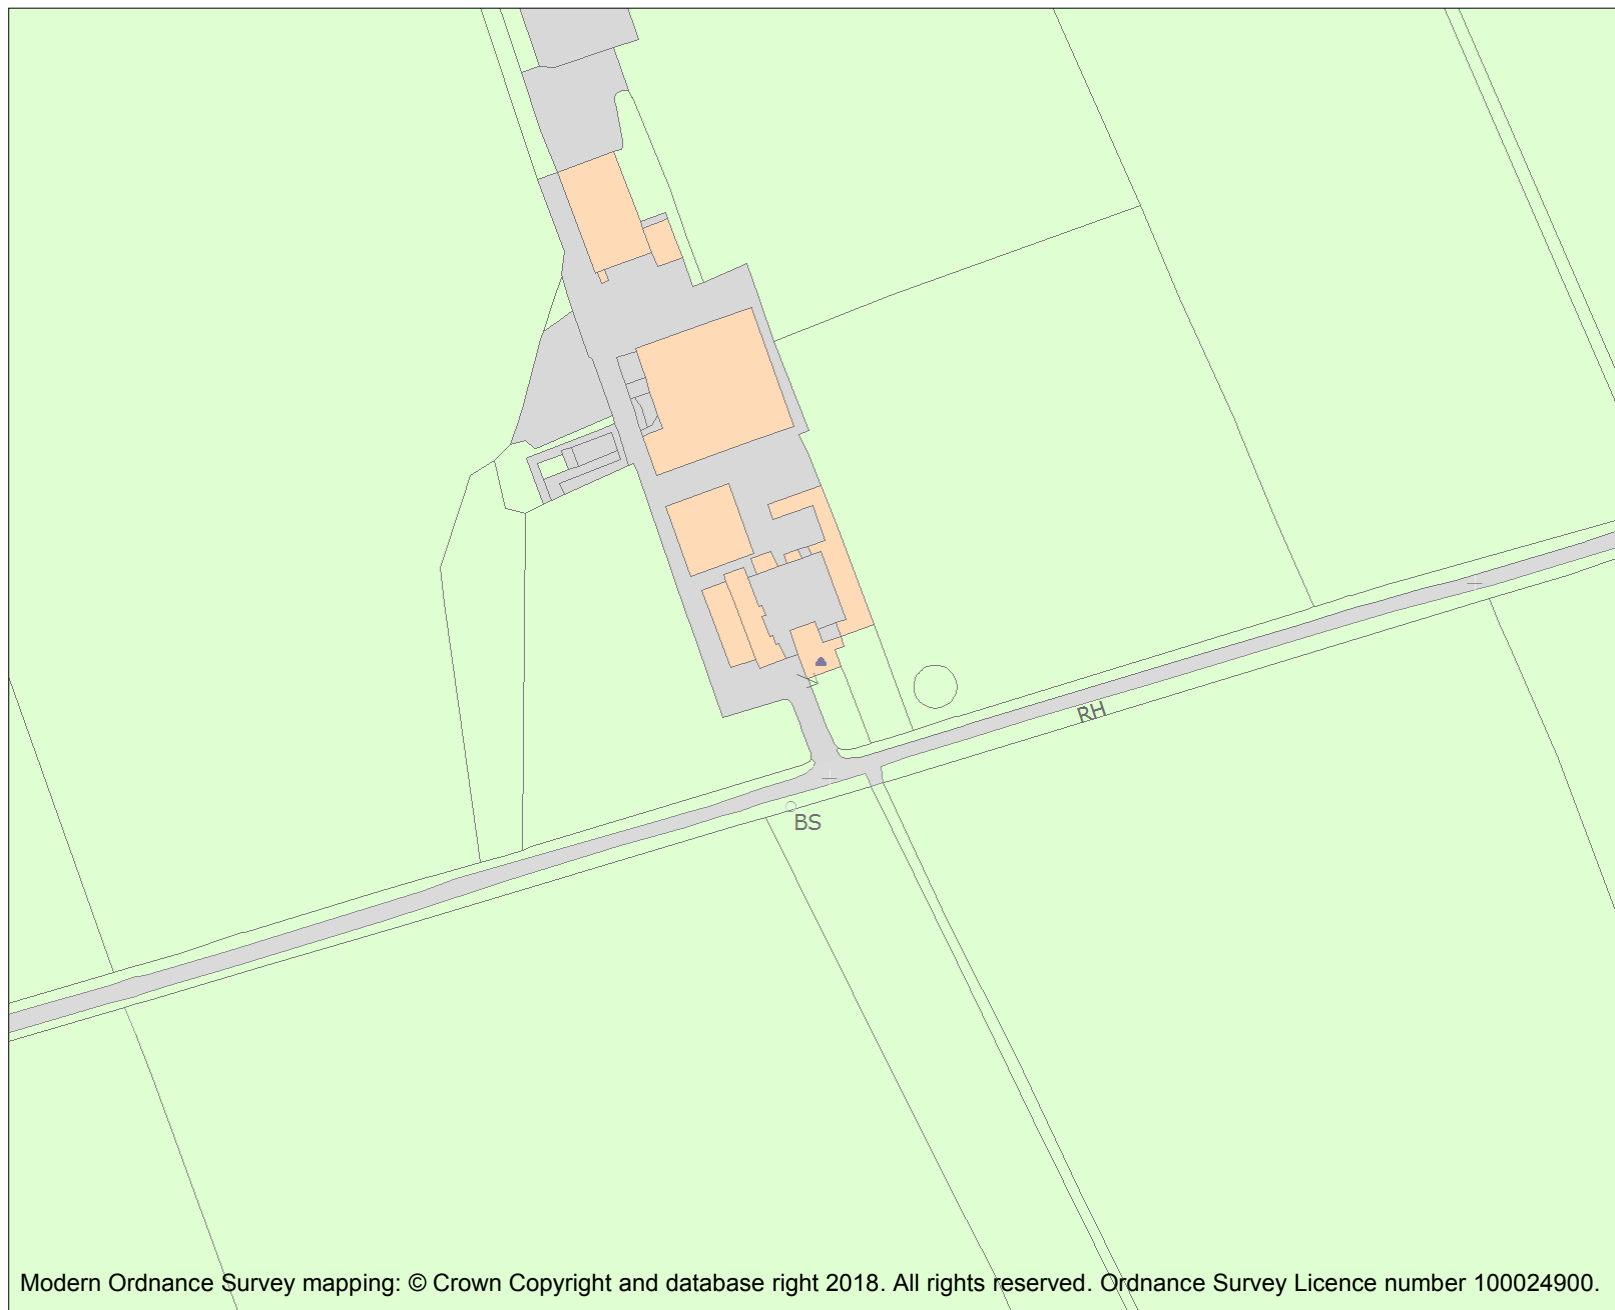 RH
BS
Modern Ordnance Survey mapping: © Crown Copyright and database right 2018. All rights reserved. Ordnance Survey Licence number 100024900.